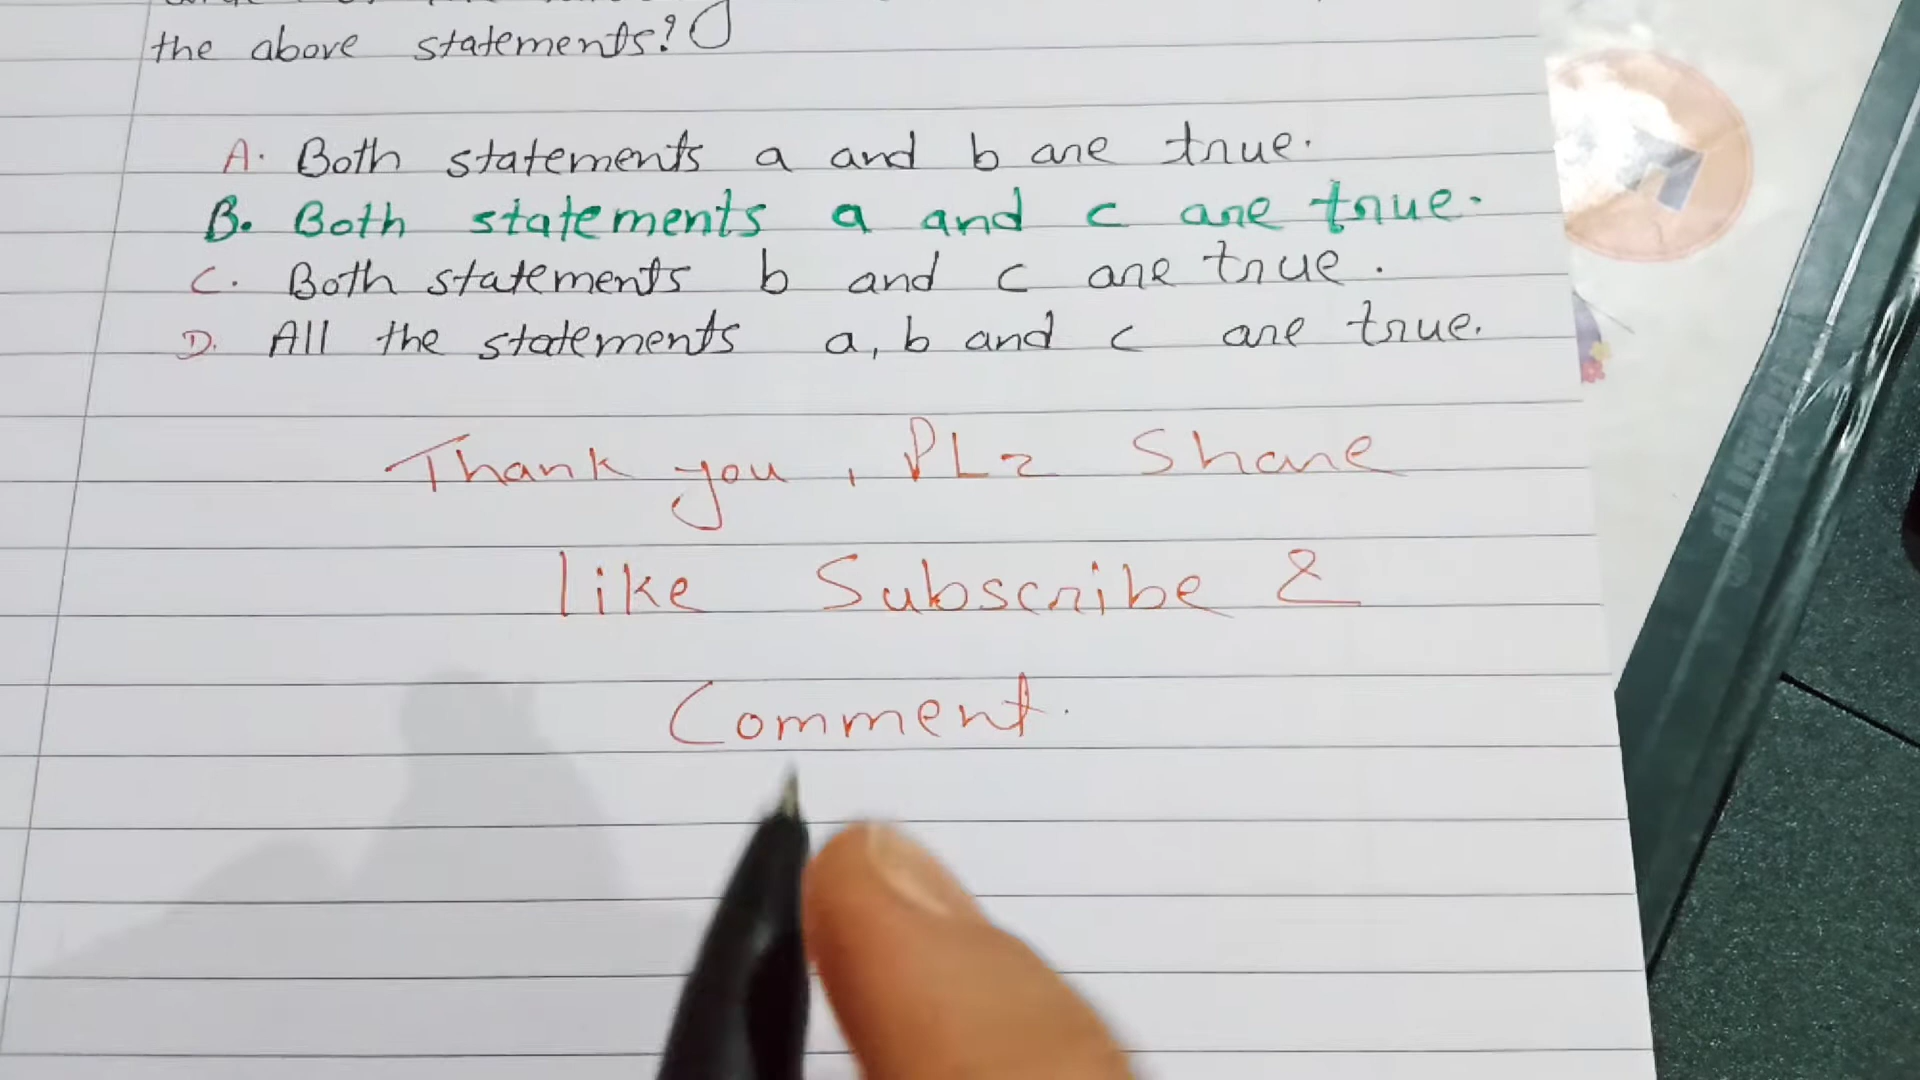 the above statements?
A. Both statements a and b are true.
B. Both statements a and c are true.
C. Both statements b and c are true.
D. All the statements a, b and c are true.
Thank you, PLz Share
like Subscribe &
Comment.